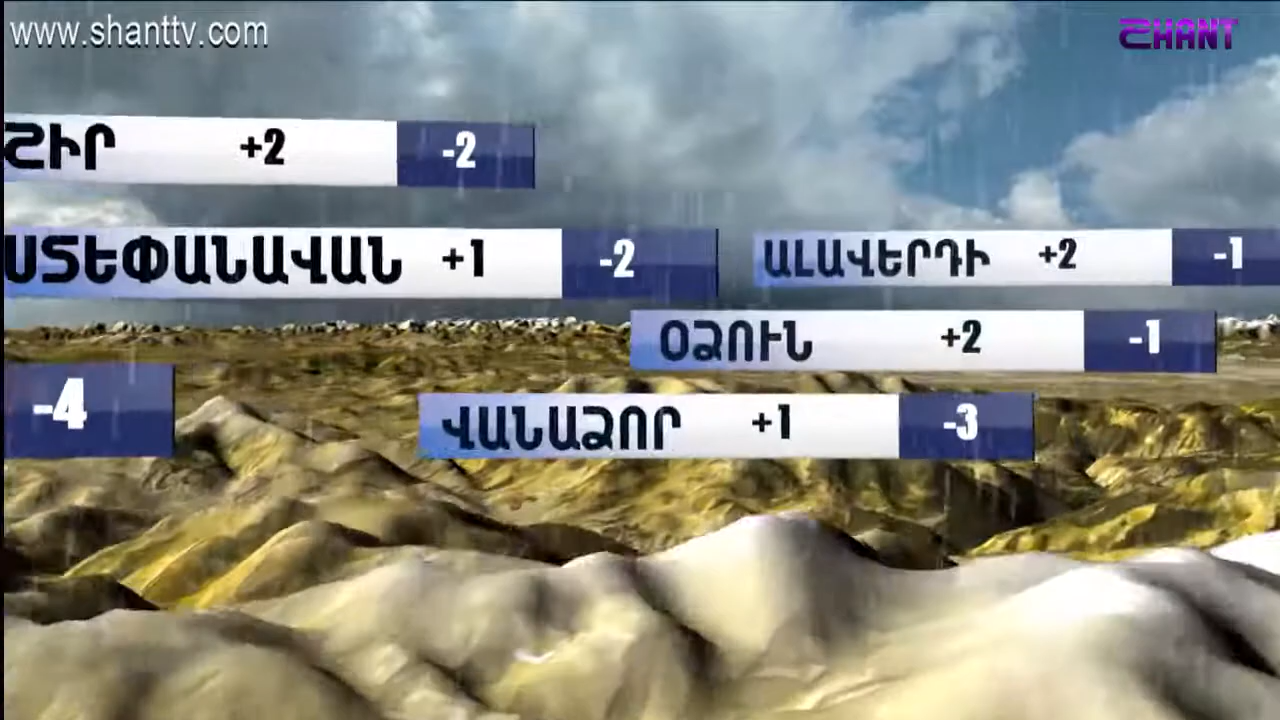 www.shanttv.com
SHANT
ՇԻՐ +2 -2
ՍՏԵՓԱՆԱՎԱՆ +1 -2
ԱԼԱՎԵՐԴԻ +2 -1
ՕՁՈՒՆ +2 -1
-4
ՎԱՆԱՁՈՐ +1 -3